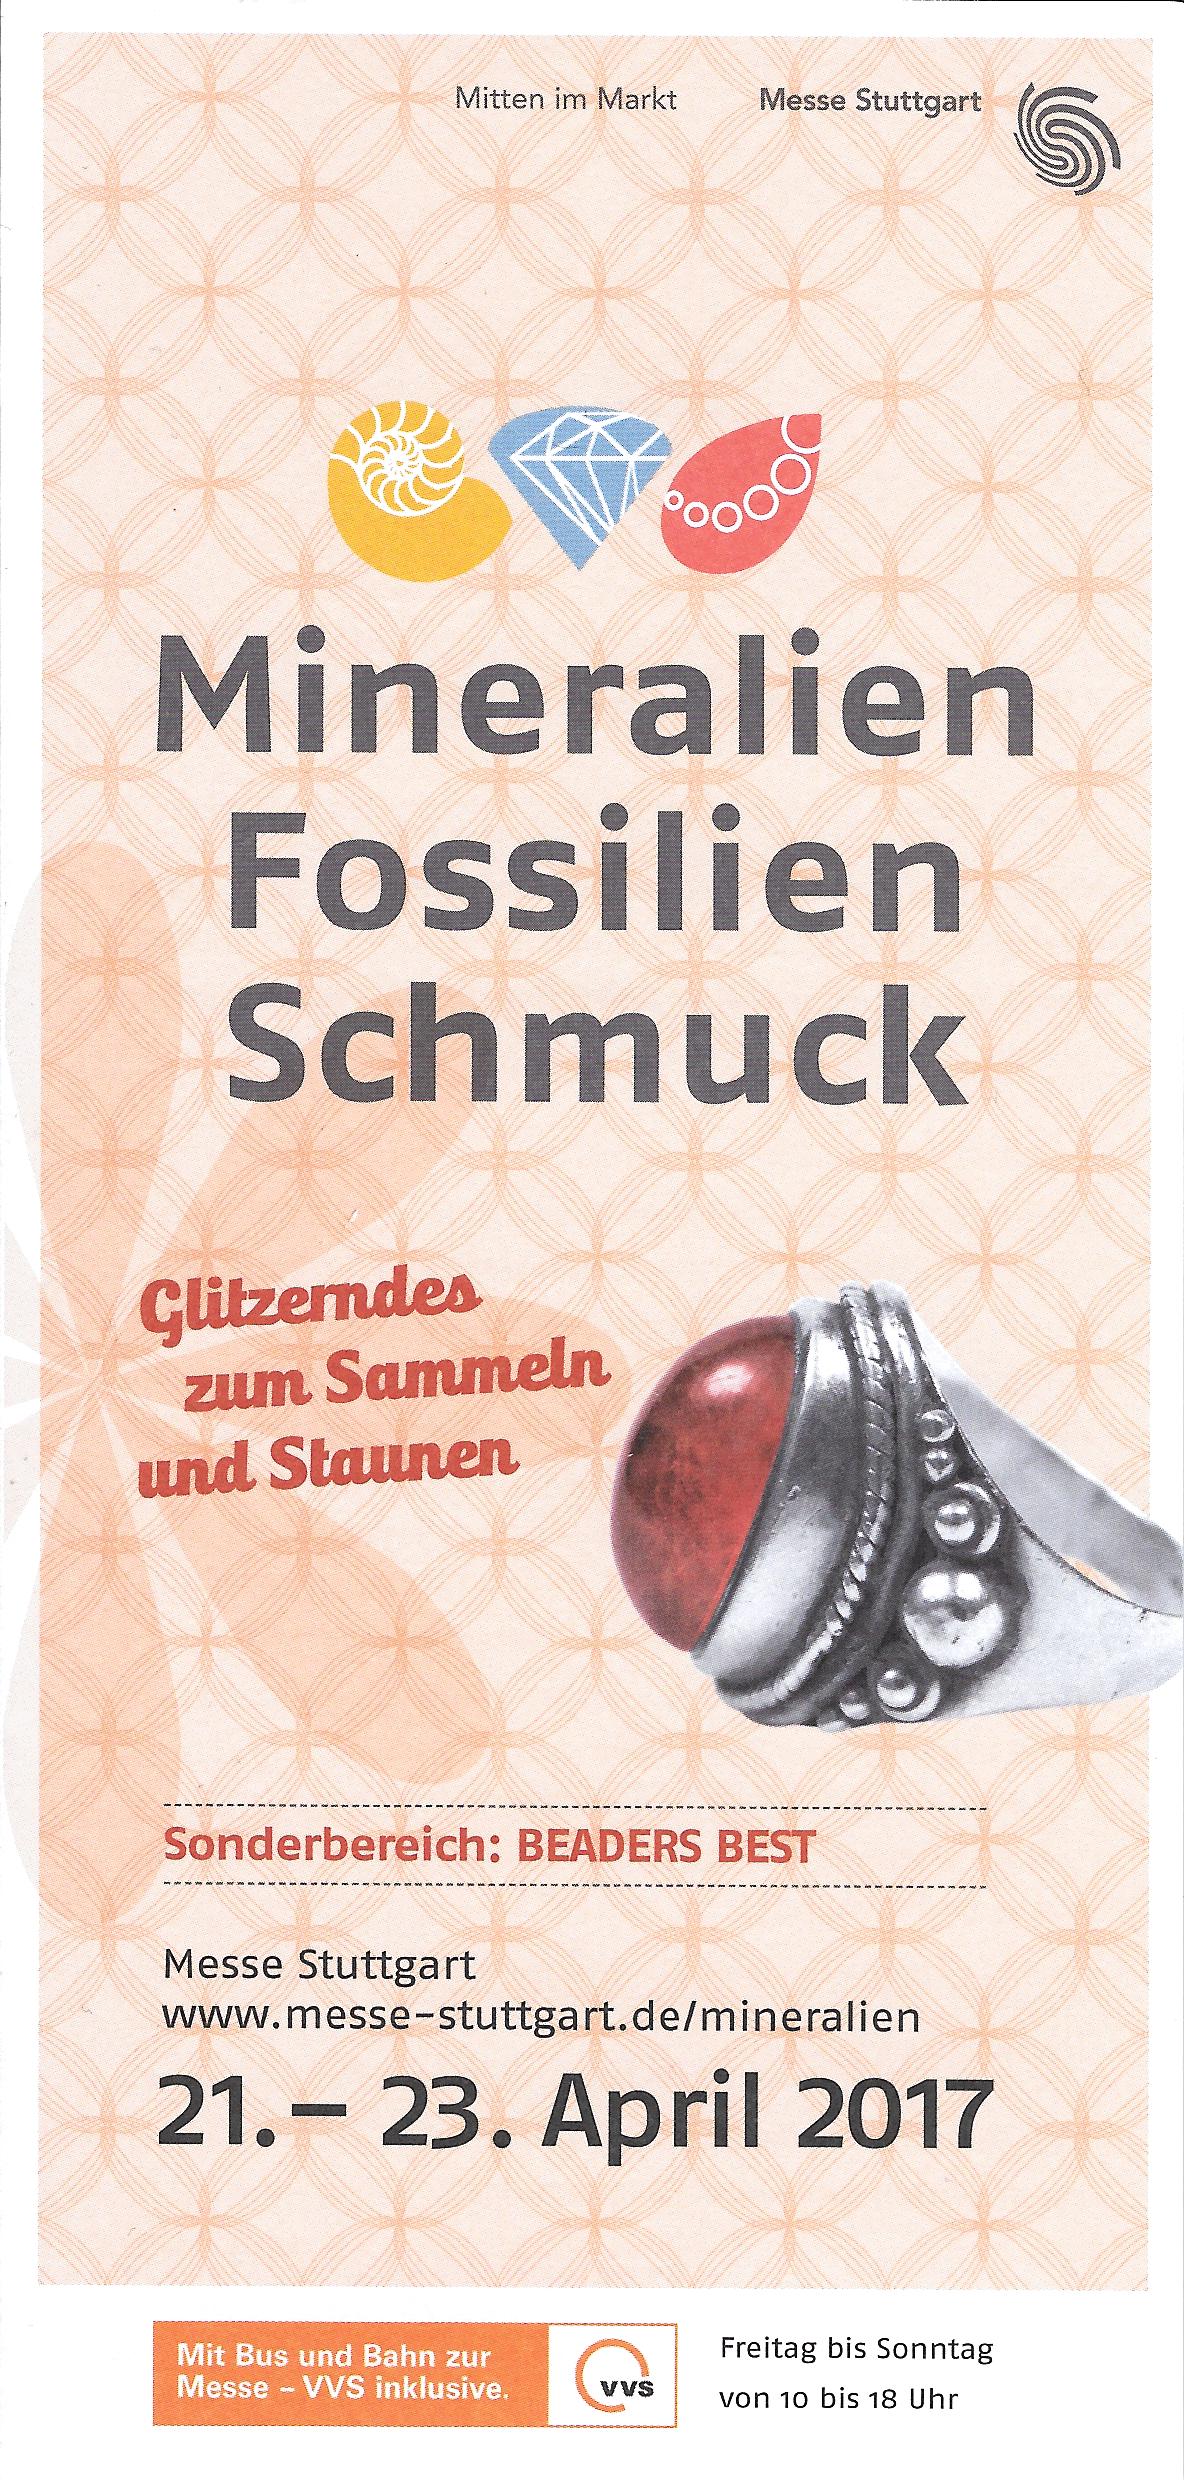 Mitten im Markt
Messe Stuttgart
Mineralien
Fossilien
Schmuck
Glitzerndes
zum Sammeln
und Staunen
Sonderbereich: BEADERS BEST
Messe Stuttgart
www.messe-stuttgart.de/mineralien
21.– 23. April 2017
Mit Bus und Bahn zur
Messe – VVS inklusive.
vvs
Freitag bis Sonntag
von 10 bis 18 Uhr